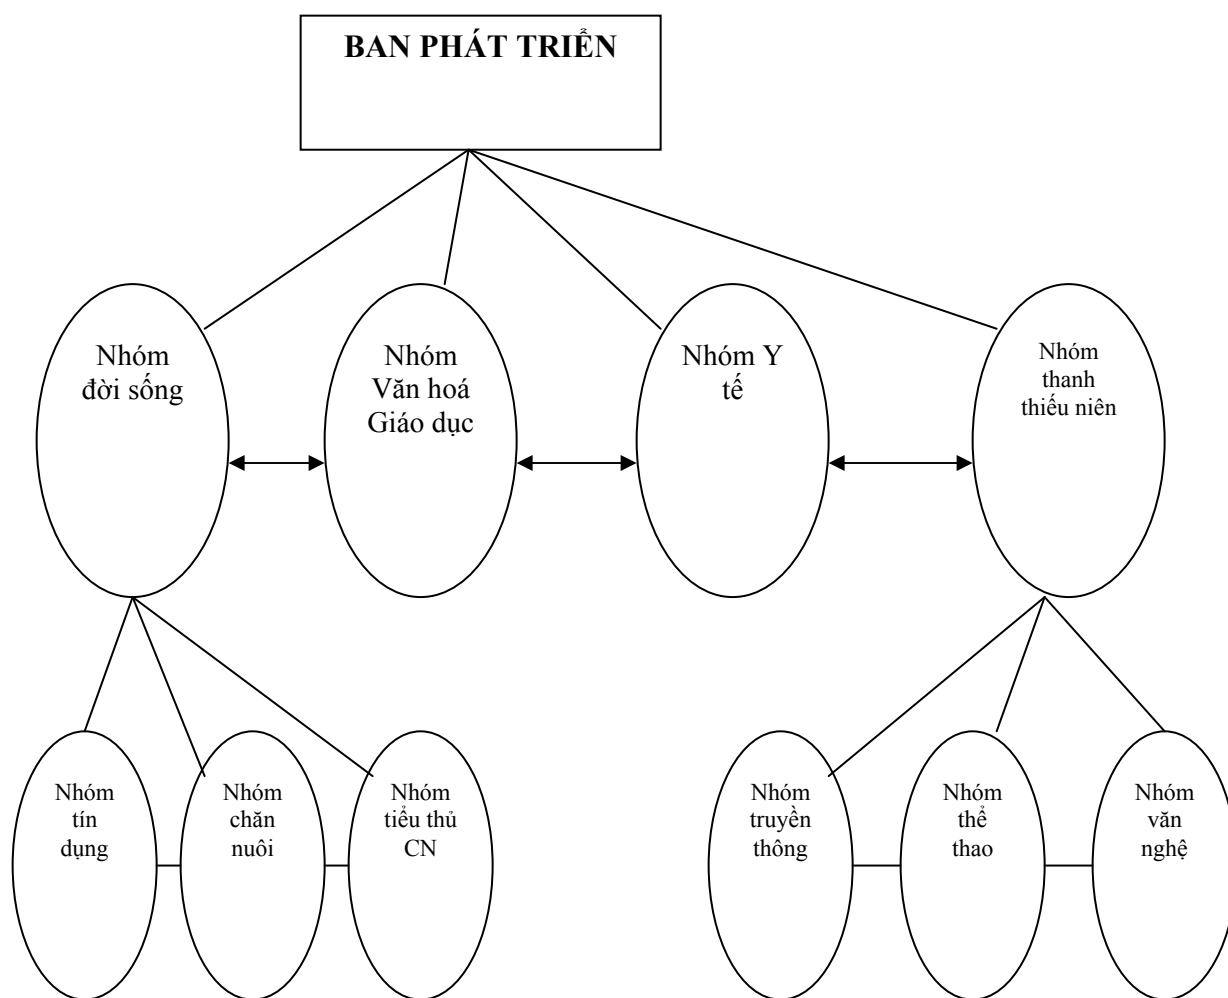 BAN PHÁT TRIỂN
Nhóm
đời sống
Nhóm
Văn hoá
Giáo dục
Nhóm Y
tế
Nhóm
thanh
thiếu niên
Nhóm
tín
dụng
Nhóm
chăn
nuôi
Nhóm
tiểu thủ
CN
Nhóm
truyền
thông
Nhóm
thể
thao
Nhóm
văn
nghệ